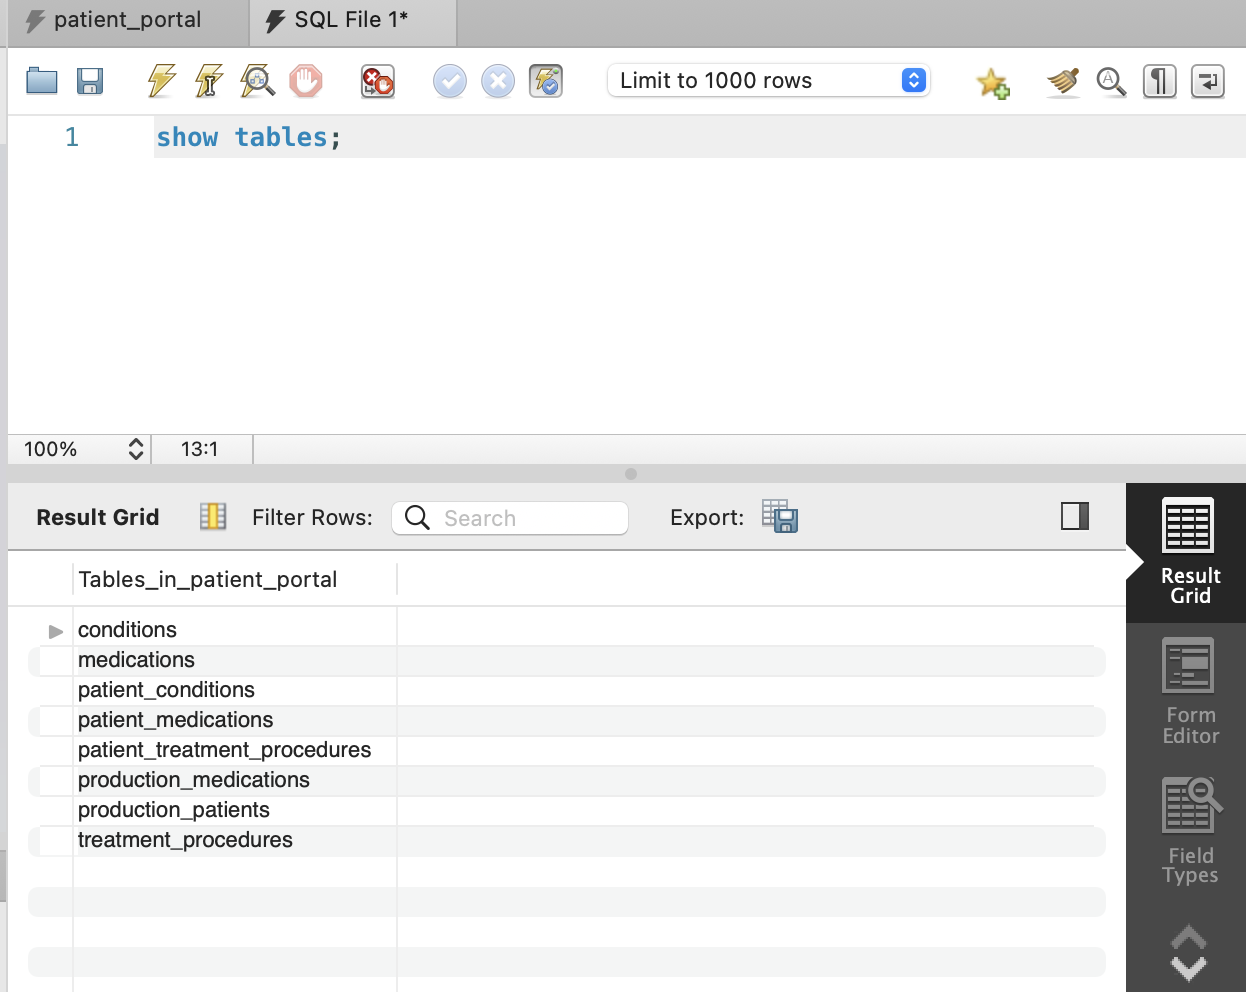 patient_portal SQL File 1*
Limit to 1000 rows
1 show tables;
100% 13:1
Result Grid Filter Rows: Search Export:
Result
Grid
Tables_in_patient_portal
conditions
medications
patient_conditions
patient_medications
patient_treatment_procedures
production_medications
production_patients
treatment_procedures
Form
Editor
Field
Types